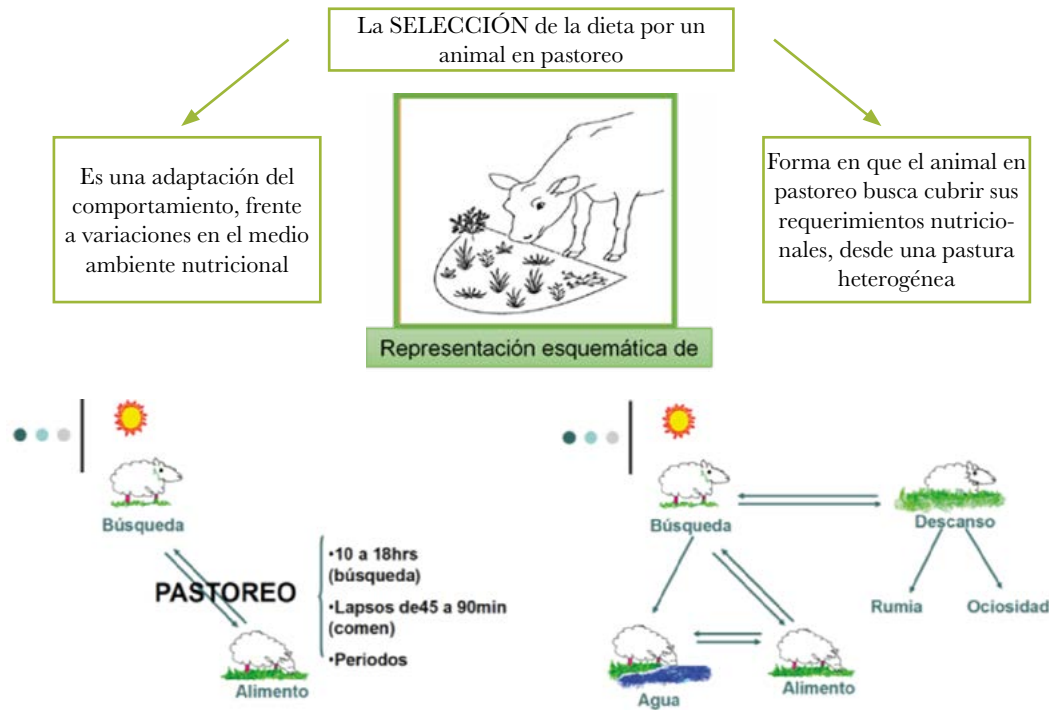 La SELECCIÓN de la dieta por un
animal en pastoreo
Es una adaptación del
comportamiento, frente
a variaciones en el medio
ambiente nutricional
Forma en que el animal en
pastoreo busca cubrir sus
requerimientos nutricio-
nales, desde una pastura
heterogénea
Representación esquemática de
Búsqueda
PASTOREO
•10 a 18hrs
(búsqueda)
•Lapsos de45 a 90min
(comen)
•Periodos
Alimento
Búsqueda
Descanso
Rumia
Ociosidad
Agua
Alimento